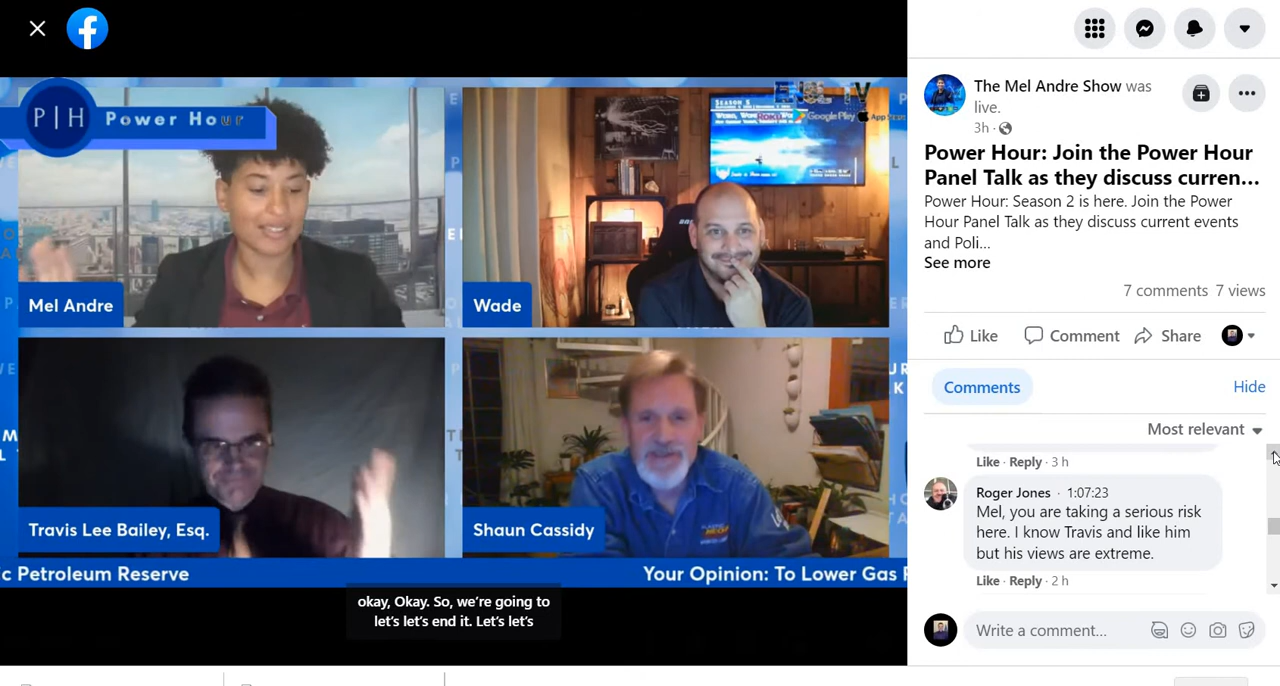 P|H Power Hour
Mel Andre
Wade
SEASON 5
Google Play
Travis Lee Bailey, Esq.
Shaun Cassidy
c Petroleum Reserve
Your Opinion: To Lower Gas
okay, Okay. So, we're going to
let's let's end it. Let's let's
The Mel Andre Show was
live.
3h ·
Power Hour: Join the Power Hour
Panel Talk as they discuss curren...
Power Hour: Season 2 is here. Join the Power
Hour Panel Talk as they discuss current events
and Poli...
See more
7 comments 7 views
Like Comment Share
Comments Hide
Most relevant
Like · Reply · 3 h
Roger Jones · 1:07:23
Mel, you are taking a serious risk
here. I know Travis and like him
but his views are extreme.
Like · Reply · 2 h
Write a comment...